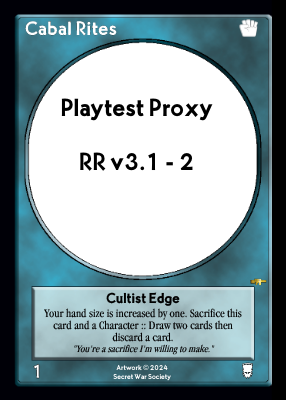 Cabal Rites
Playtest Proxy
RR v3.1 - 2
Cultist Edge
Your hand size is increased by one. Sacrifice this
card and a Character :: Draw two cards then
discard a card.
"You're a sacrifice I'm willing to make."
1
Artwork © 2024
Secret War Society